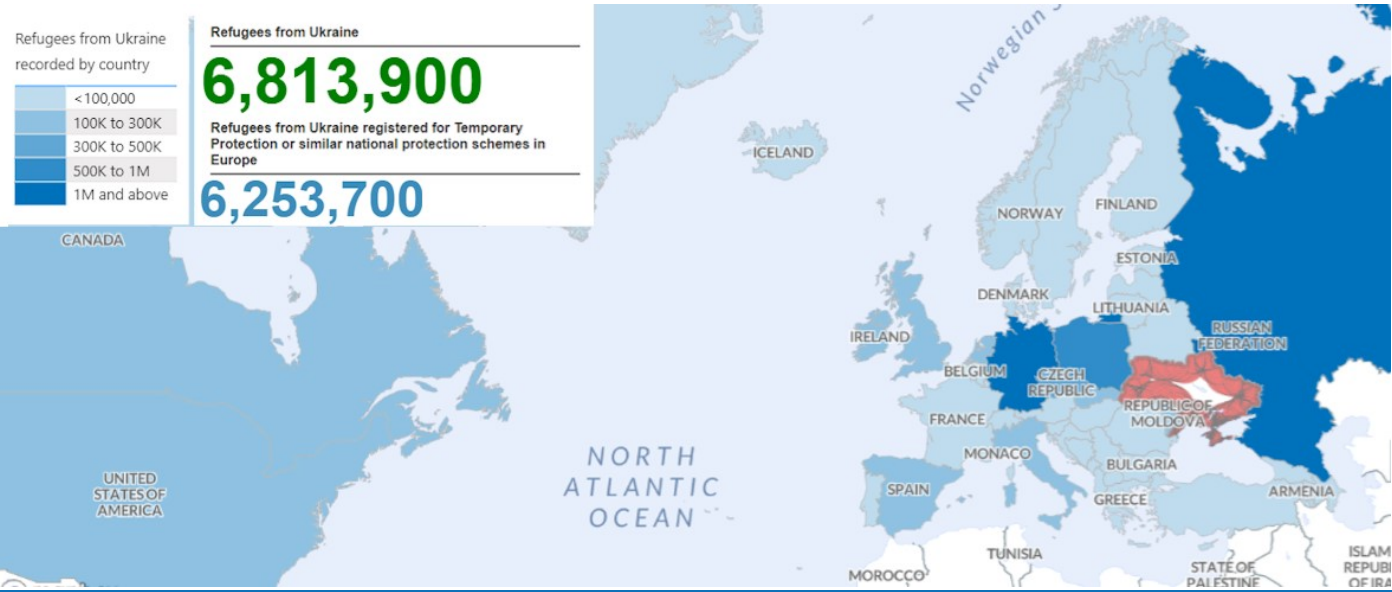 Refugees from Ukraine
recorded by country
<100,000
100K to 300K
300K to 500K
500K to 1M
1M and above
Refugees from Ukraine
6,813,900
Refugees from Ukraine registered for Temporary
Protection or similar national protection schemes in
Europe
6,253,700
Norwegian S
ICELAND
NORWAY
FINLAND
CANADA
ESTONIA
DENMARK
LITHUANIA
IRELAND
RUSSIAN
FEDERATION
BELGIUM
CZECH
REPUBLIC
REPUBLIC OF
MOLDOVA
FRANCE
MONACO
BULGARIA
NORTH
ATLANTIC
OCEAN
UNITED
STATES OF
AMERICA
SPAIN
GREECE
ARMENIA
TUNISIA
MOROCCO
STATE OF
PALESTINE
ISLAM
REPUBI
OF IRA